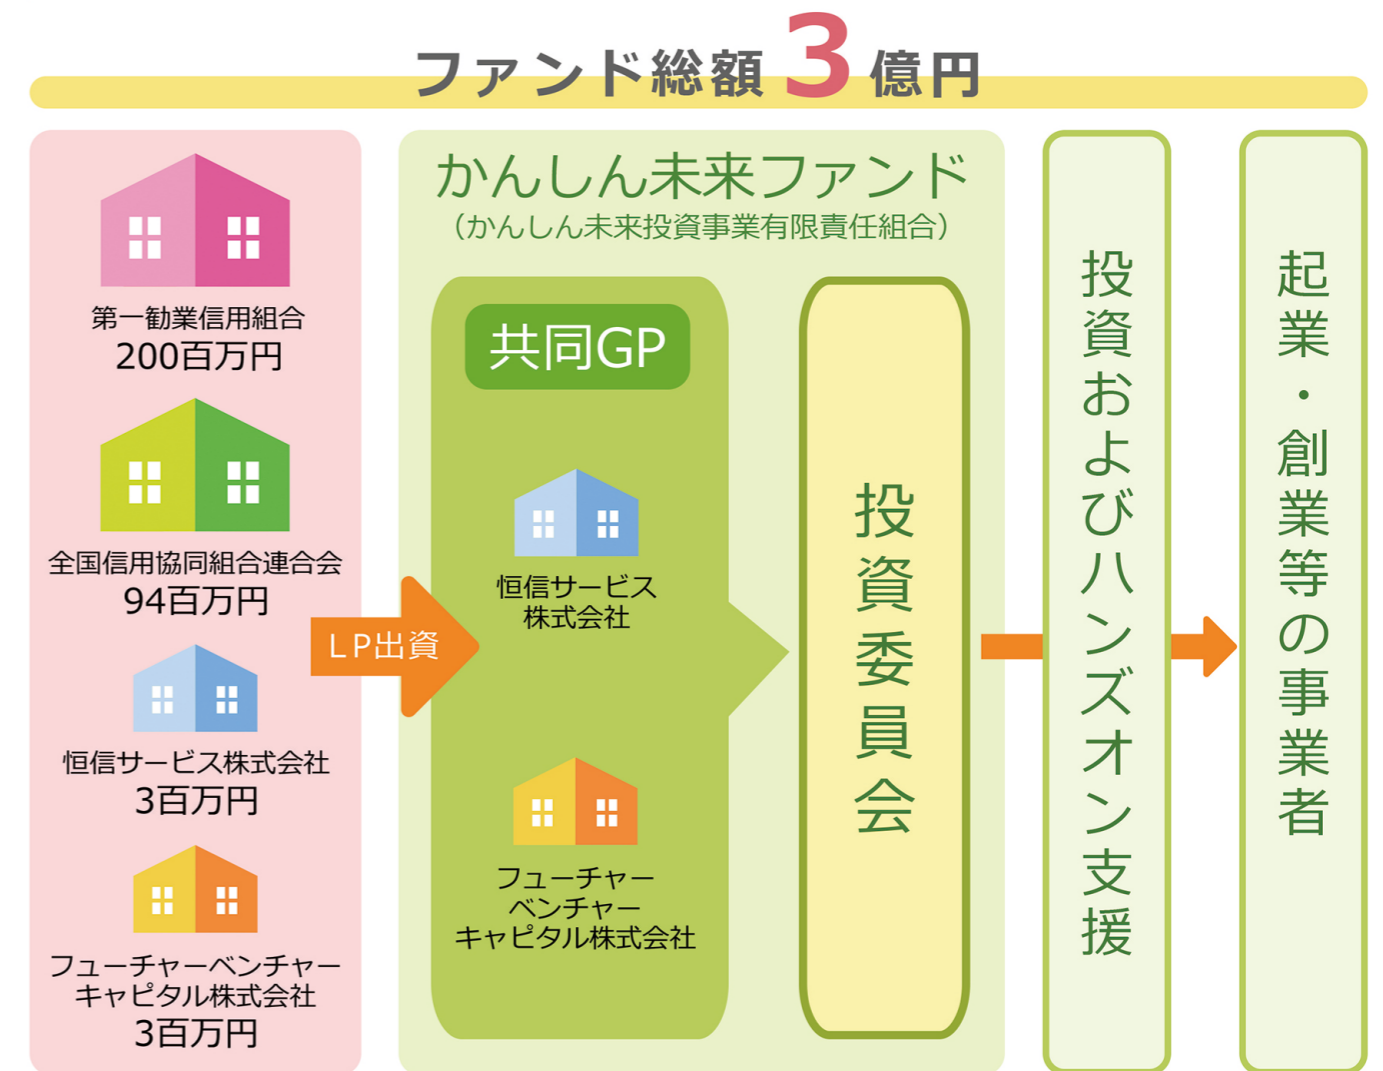 ファンド総額3億円
第一勧業信用組合
200百万円
全国信用協同組合連合会
94百万円
恒信サービス株式会社
3百万円
フューチャーベンチャー
キャピタル株式会社
3百万円
LP出資
かんしん未来ファンド
（かんしん未来投資事業有限責任組合）
共同GP
恒信サービス
株式会社
フューチャー
ベンチャー
キャピタル株式会社
投資委員会
投資およびハンズオン支援
起業・創業等の事業者